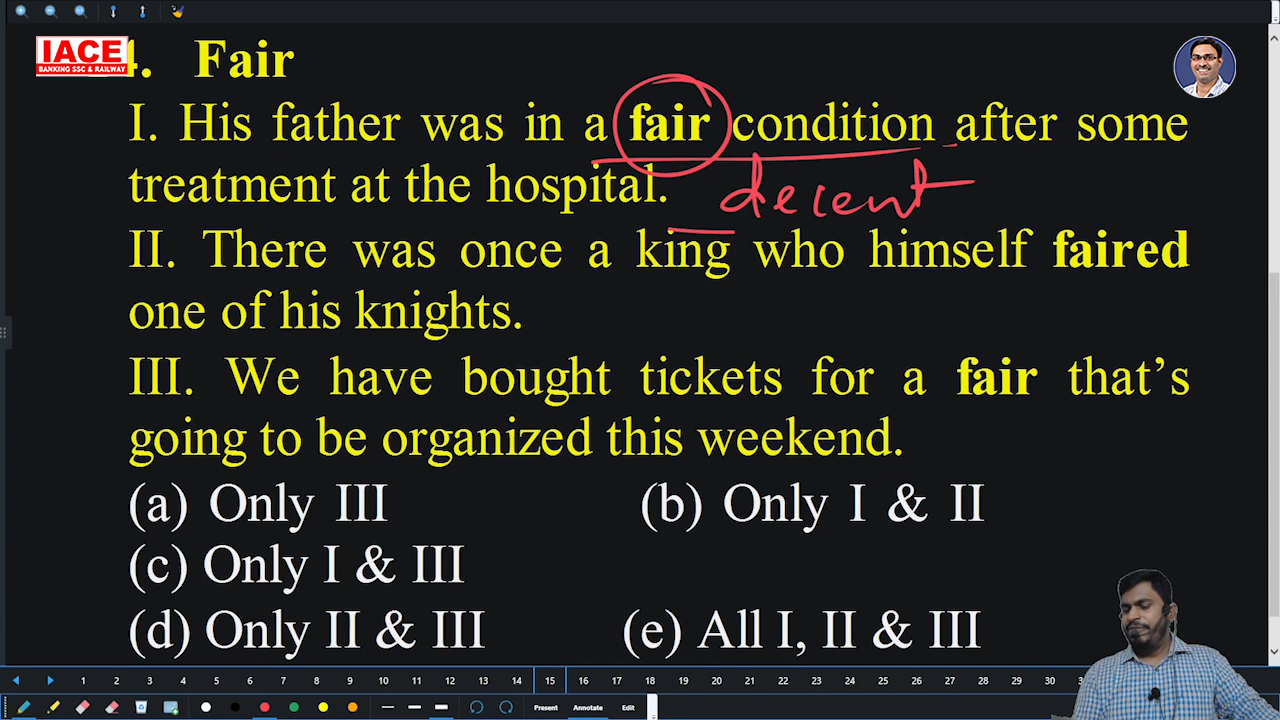 IACE
BANKING SSC & RAILWAY
4. Fair
I. His father was in a fair condition after some
treatment at the hospital.
decent
II. There was once a king who himself faired
one of his knights.
III. We have bought tickets for a fair that’s
going to be organized this weekend.
(a) Only III (b) Only I & II
(c) Only I & III
(d) Only II & III (e) All I, II & III
1 2 3 4 5 6 7 8 9 10 11 12 13 14 15 16 17 18 19 20 21 22 23 24 25 26 27 28 29 30
Present Annotate Edit